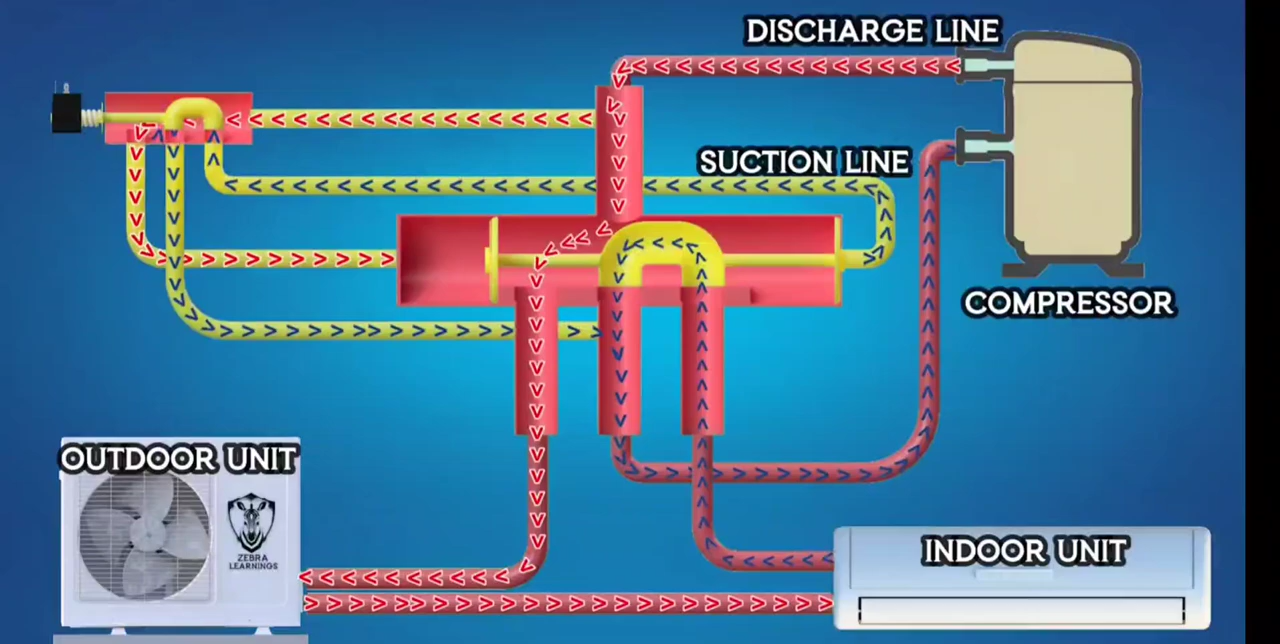 DISCHARGE LINE
SUCTION LINE
COMPRESSOR
OUTDOOR UNIT
ZEBRA
LEARNINGS
INDOOR UNIT